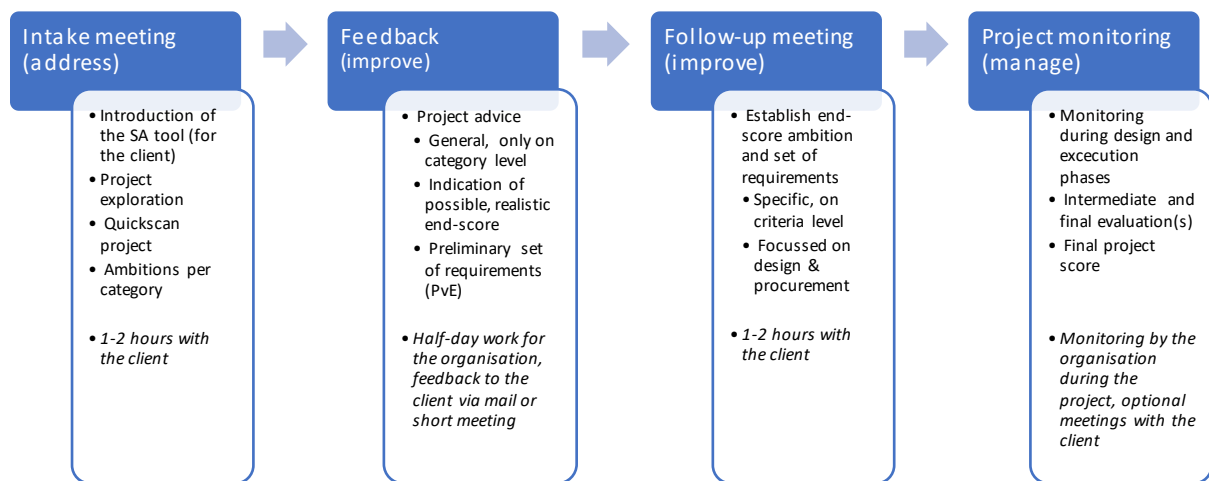 Intake meeting
(address)
• Introduction of
the SA tool (for
the client)
• Project
exploration
• Quickscan
project
• Ambitions per
category
• 1-2 hours with
the client
Feedback
(improve)
• Project advice
• General, only on
category level
• Indication of
possible, realistic
end-score
• Preliminary set
of requirements
(PvE)
• Half-day work for
the organisation,
feedback to the
client via mail or
short meeting
Follow-up meeting
(improve)
• Establish end-
score ambition
and set of
requirements
• Specific, on
criteria level
• Focussed on
design &
procurement
• 1-2 hours with
the client
Project monitoring
(manage)
• Monitoring
during design and
excecution
phases
• Intermediate and
final evaluation(s)
• Final project
score
• Monitoring by the
organisation
during the
project, optional
meetings with the
client